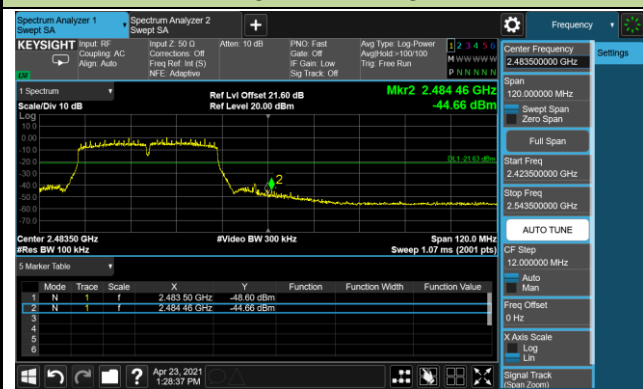 Spectrum Analyzer 1
Swept SA
Spectrum Analyzer 2
Swept SA
+
Frequency
KEYSIGHT
Input: RF
Coupling: AC
Align: Auto
Input Z: 50 Ω
Corrections: Off
Freq Ref: Int (S)
NFE: Adaptive
Atten: 10 dB
PNO: Fast
Gate: Off
IF Gain: Low
Sig Track: Off
Avg Type: Log-Power
Avg|Hold:>100/100
Trig: Free Run
1 2 3 4 5 6
M W W W W W
P N N N N N
Center Frequency
2.483500000 GHz
Settings
Span
120.000000 MHz
Swept Span
Zero Span
Full Span
Start Freq
2.423500000 GHz
Stop Freq
2.543500000 GHz
AUTO TUNE
CF Step
12.000000 MHz
Auto
Man
Freq Offset
0 Hz
X Axis Scale
Log
Lin
Signal Track
(Span Zoom)
1 Spectrum
Scale/Div 10 dB
Ref Lvl Offset 21.60 dB
Ref Level 20.00 dBm
Mkr2 2.484 46 GHz
-44.66 dBm
Log
10.0
0.00
-10.0
-20.0
-30.0
-40.0
-50.0
-60.0
-70.0
DL1 -21.63 dBm
2
Center 2.48350 GHz
#Res BW 100 kHz
#Video BW 300 kHz
Span 120.0 MHz
Sweep 1.07 ms (2001 pts)
5 Marker Table
Mode Trace Scale X Y Function Function Width Function Value
1 N 1 f 2.483 50 GHz -48.60 dBm
2 N 1 f 2.484 46 GHz -44.66 dBm
3
4
5
6
?
Apr 23, 2021
1:28:37 PM